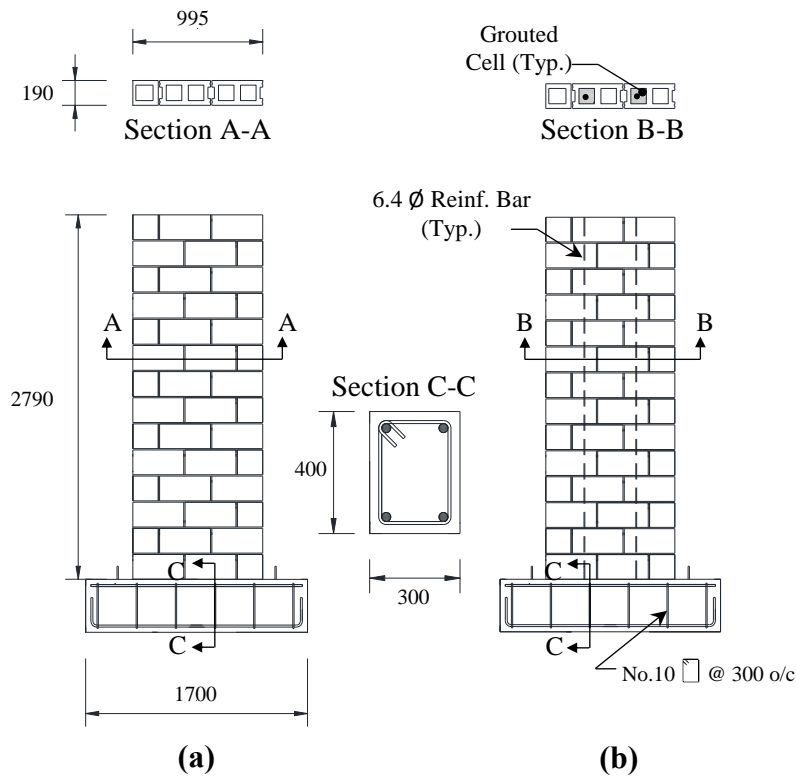 995
190
Section A-A
Grouted
Cell (Typ.)
Section B-B
6.4 Ø Reinf. Bar
(Typ.)
A A
B B
2790
Section C-C
400
300
C
C
C
C
1700
No.10 @ 300 o/c
(a)
(b)